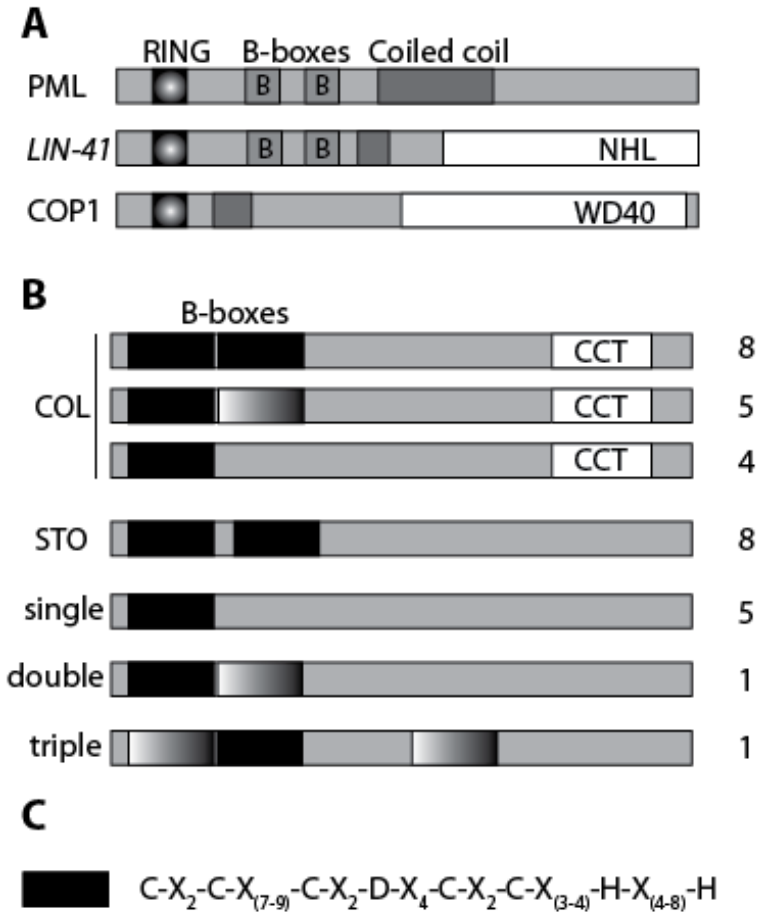 A
RING B-boxes Coiled coil
PML B B
LIN-41 B B NHL
COP1 WD40
B
B-boxes
CCT 8
COL CCT 5
CCT 4
STO 8
single 5
double 1
triple 1
C
C-X₂-C-X₍₇₋₉₎-C-X₂-D-X₄-C-X₂-C-X₍₃₋₄₎-H-X₍₄₋₈₎-H